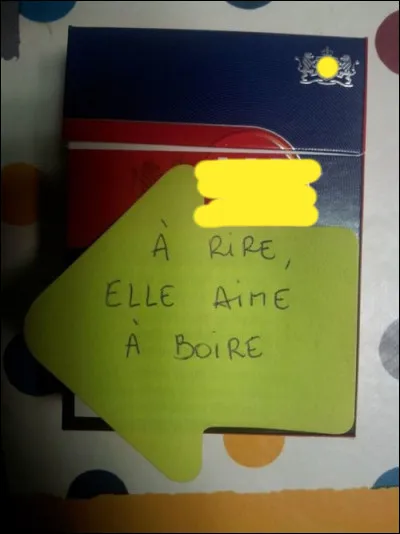 À RIRE,
ELLE AIME
À BOIRE